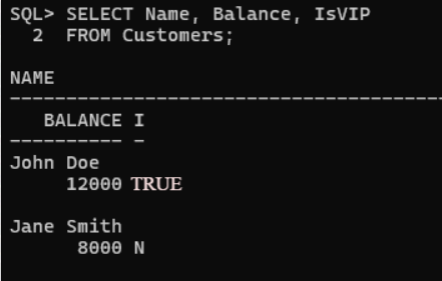 SQL> SELECT Name, Balance, IsVIP
2 FROM Customers;
NAME
--------------------------------------------
BALANCE I
---------- -
John Doe
12000 TRUE
Jane Smith
8000 N